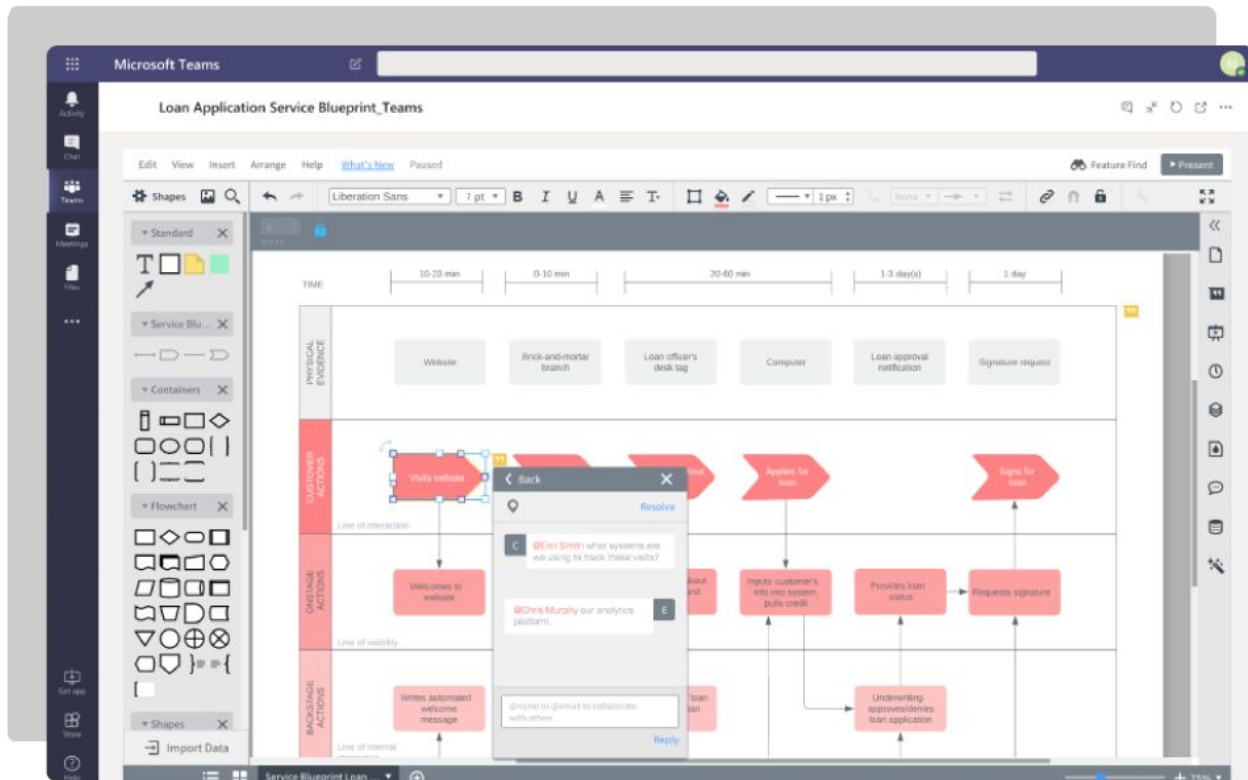 Microsoft Teams
Loan Application Service Blueprint_Teams
Activity
Chat
Teams
Meetings
Files
Get app
Store
Help
Edit View Insert Arrange Help What's New Paused
Feature Find
Present
Shapes
Liberation Sans
7 pt
B I U A
T
1 px
None
Standard
T
Service Blu...
Containers
Flowchart
Shapes
Import Data
TIME
10-20 min
0-10 min
20-60 min
1-3 day(s)
1 day
PHYSICAL
EVIDENCE
Website
Brick-and-mortar
branch
Loan officer's
desk tag
Computer
Loan approval
notification
Signature request
CUSTOMER
ACTIONS
Visits website
Applies for
loan
Signs for
loan
Line of interaction
ONSTAGE
ACTIONS
Welcomes to
website
Inputs customer's
info into system,
pulls credit
Provides loan
status
Requests signature
Line of visibility
BACKSTAGE
ACTIONS
Writes automated
welcome
message
loan
Underwriting
approves/denies
loan application
Line of internal
Back
Resolve
C
@Erin Smith what systems are
we using to track these visits?
@Chris Murphy our analytics
platform.
E
@name or @email to collaborate
with others
Reply
Service Blueprint Loan ...
75%